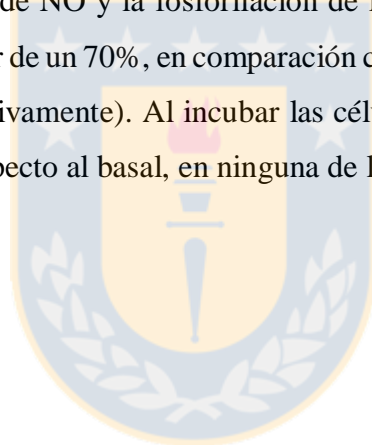 de NO y la fosforilación de
r de un 70%, en comparación c
ivamente). Al incubar las cél
pecto al basal, en ninguna de l